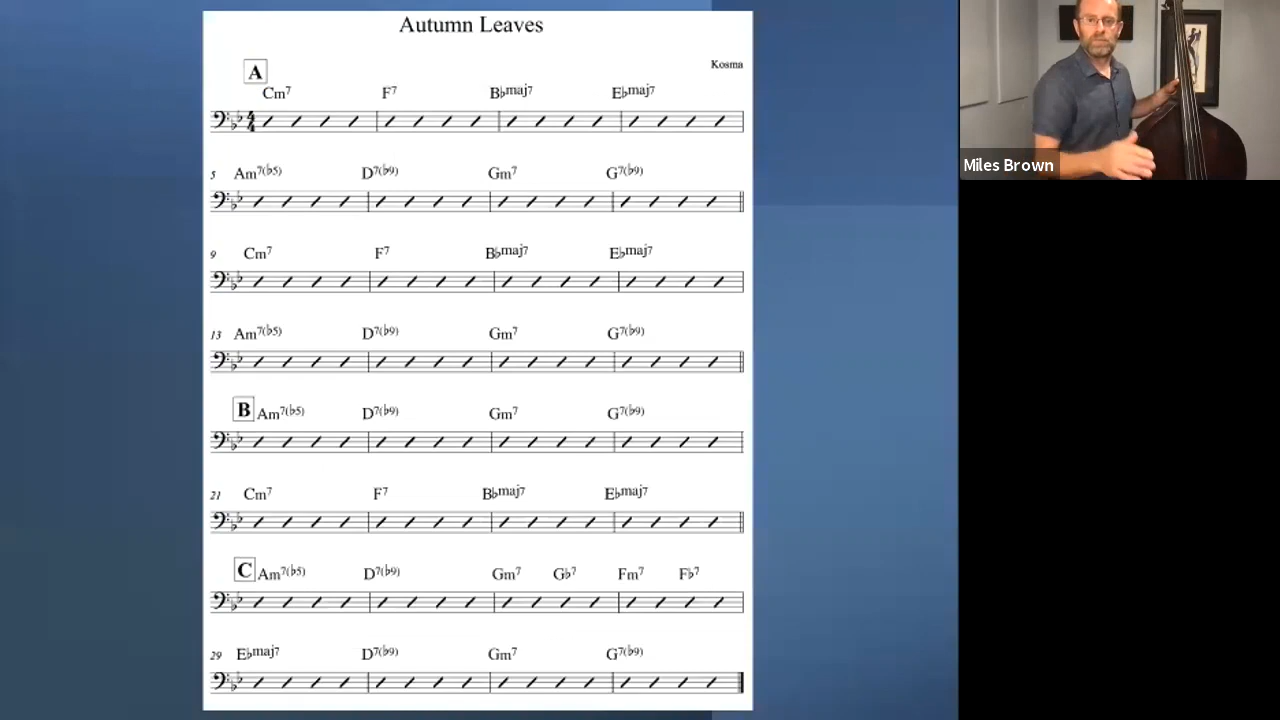 Autumn Leaves
Kosma
A
Cm7 F7 B♭maj7 E♭maj7
4
4
5 Am7(♭5) D7(♭9) Gm7 G7(♭9)
9 Cm7 F7 B♭maj7 E♭maj7
13 Am7(♭5) D7(♭9) Gm7 G7(♭9)
B Am7(♭5) D7(♭9) Gm7 G7(♭9)
21 Cm7 F7 B♭maj7 E♭maj7
C Am7(♭5) D7(♭9) Gm7 G♭7 Fm7 F♭7
29 E♭maj7 D7(♭9) Gm7 G7(♭9)
Miles Brown